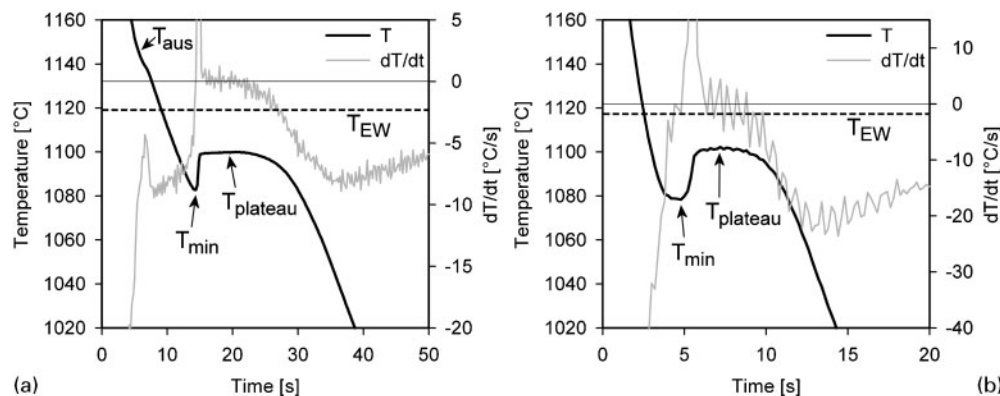 1160
1140
1120
1100
1080
1060
1040
1020
Temperature [°C]
T_aus
T
dT/dt
T_EW
T_plateau
T_min
5
0
-5
-10
-15
-20
dT/dt [°C/s]
0 10 20 30 40 50
Time [s]
(a)
1160
1140
1120
1100
1080
1060
1040
1020
Temperature [°C]
T
dT/dt
T_EW
T_plateau
T_min
10
0
-10
-20
-30
-40
dT/dt [°C/s]
0 5 10 15 20
Time [s]
(b)